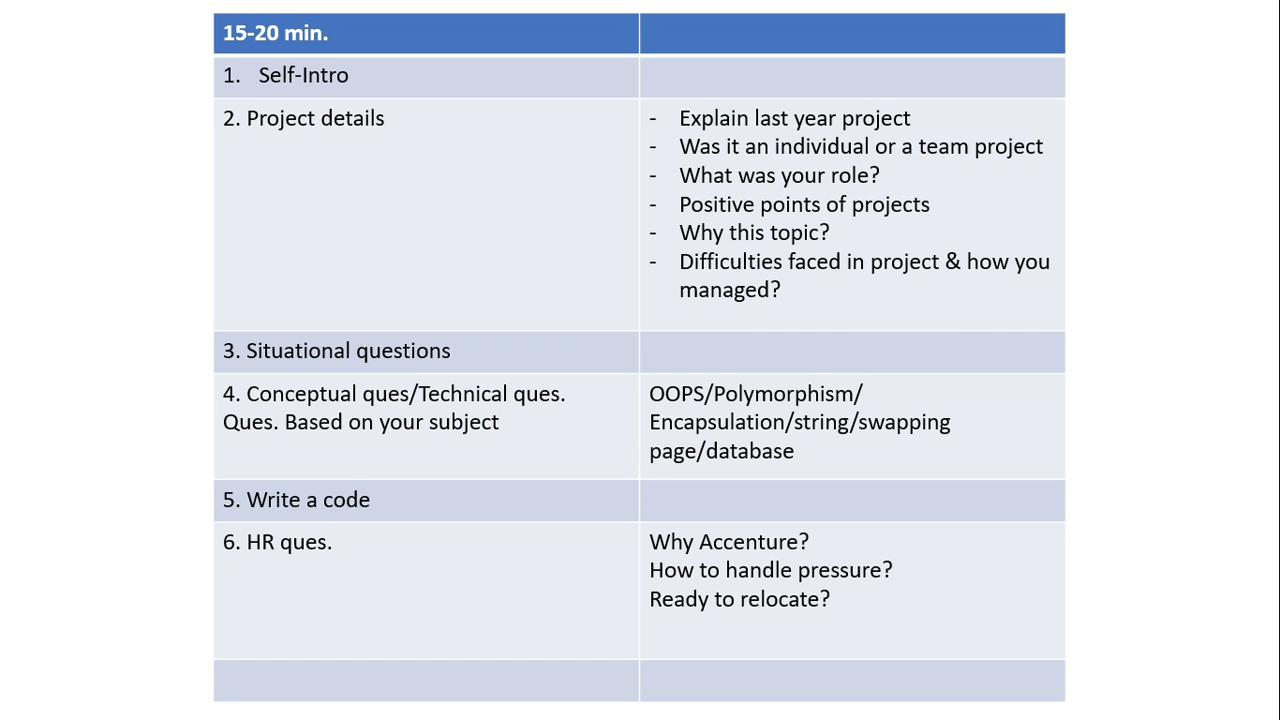 15-20 min.
1. Self-Intro
2. Project details
- Explain last year project
- Was it an individual or a team project
- What was your role?
- Positive points of projects
- Why this topic?
- Difficulties faced in project & how you
managed?
3. Situational questions
4. Conceptual ques/Technical ques.
Ques. Based on your subject
OOPS/Polymorphism/
Encapsulation/string/swapping
page/database
5. Write a code
6. HR ques.
Why Accenture?
How to handle pressure?
Ready to relocate?